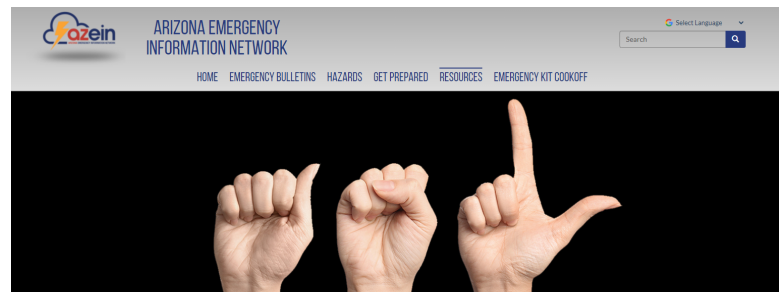 azein
ARIZONA EMERGENCY
INFORMATION NETWORK
Select Language
Search
HOME EMERGENCY BULLETINS HAZARDS GET PREPARED RESOURCES EMERGENCY KIT COOKOFF